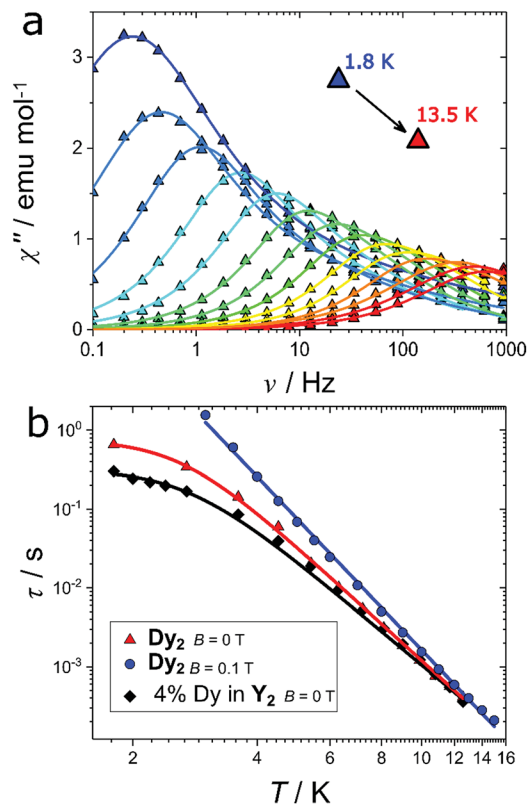 a
χ″ / emu mol⁻¹
3
2
1
0
1.8 K
13.5 K
0.1 1 10 100 1000
ν / Hz
b
τ / s
10⁰
10⁻¹
10⁻²
10⁻³
Dy₂ B = 0 T
Dy₂ B = 0.1 T
4% Dy in Y₂ B = 0 T
2 4 6 8 10 12 14 16
T / K